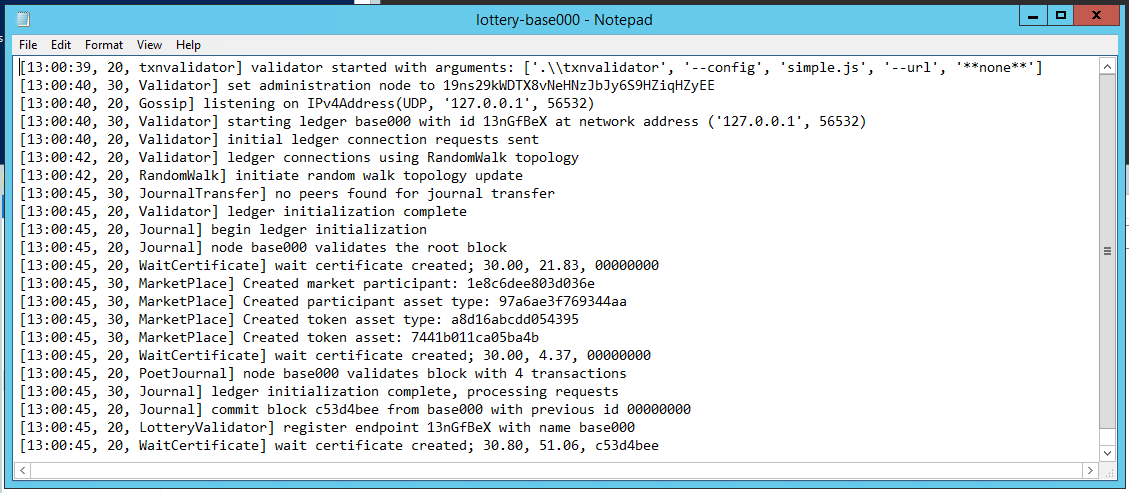 lottery-base000 - Notepad
File Edit Format View Help
[13:00:39, 20, txnvalidator] validator started with arguments: ['.\\txnvalidator', '--config', 'simple.js', '--url', '**none**']
[13:00:40, 30, Validator] set administration node to 19ns29kWDTX8vNeHNzJbJy6S9HZiqHZyEE
[13:00:40, 20, Gossip] listening on IPv4Address(UDP, '127.0.0.1', 56532)
[13:00:40, 30, Validator] starting ledger base000 with id 13nGfBeX at network address ('127.0.0.1', 56532)
[13:00:40, 20, Validator] initial ledger connection requests sent
[13:00:42, 20, Validator] ledger connections using RandomWalk topology
[13:00:42, 20, RandomWalk] initiate random walk topology update
[13:00:45, 30, JournalTransfer] no peers found for journal transfer
[13:00:45, 20, Validator] ledger initialization complete
[13:00:45, 20, Journal] begin ledger initialization
[13:00:45, 20, Journal] node base000 validates the root block
[13:00:45, 20, WaitCertificate] wait certificate created; 30.00, 21.83, 00000000
[13:00:45, 30, MarketPlace] Created market participant: 1e8c6dee803d036e
[13:00:45, 30, MarketPlace] Created participant asset type: 97a6ae3f769344aa
[13:00:45, 30, MarketPlace] Created token asset type: a8d16abcdd054395
[13:00:45, 30, MarketPlace] Created token asset: 7441b011ca05ba4b
[13:00:45, 20, WaitCertificate] wait certificate created; 30.00, 4.37, 00000000
[13:00:45, 20, PoetJournal] node base000 validates block with 4 transactions
[13:00:45, 30, Journal] ledger initialization complete, processing requests
[13:00:45, 20, Journal] commit block c53d4bee from base000 with previous id 00000000
[13:00:45, 20, LotteryValidator] register endpoint 13nGfBeX with name base000
[13:00:45, 20, WaitCertificate] wait certificate created; 30.80, 51.06, c53d4bee